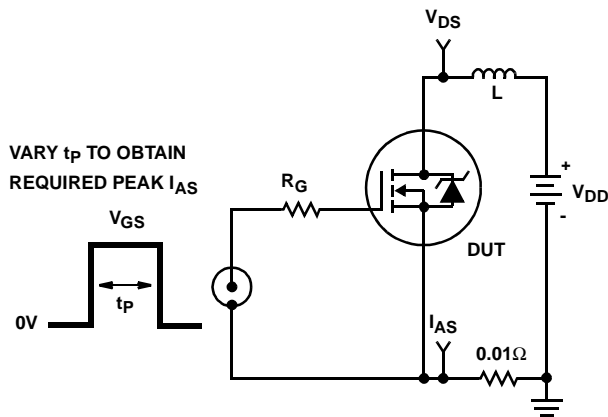 V_DS
L
VARY t_P TO OBTAIN
REQUIRED PEAK I_AS
R_G
+
V_DD
-
V_GS
DUT
t_P
0V
I_AS
0.01Ω